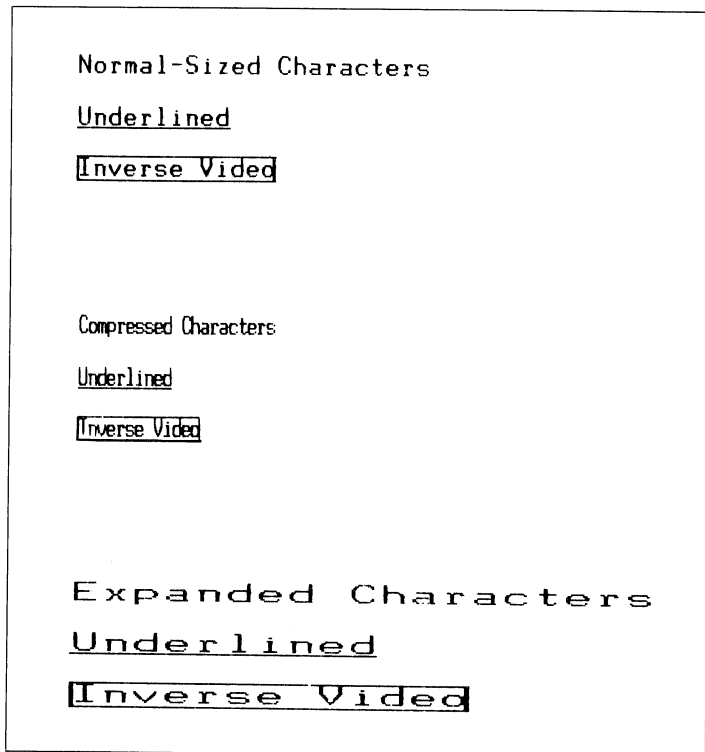 Normal-Sized Characters
Underlined
Inverse Video
Compressed Characters
Underlined
Inverse Video
Expanded Characters
Underlined
Inverse Video